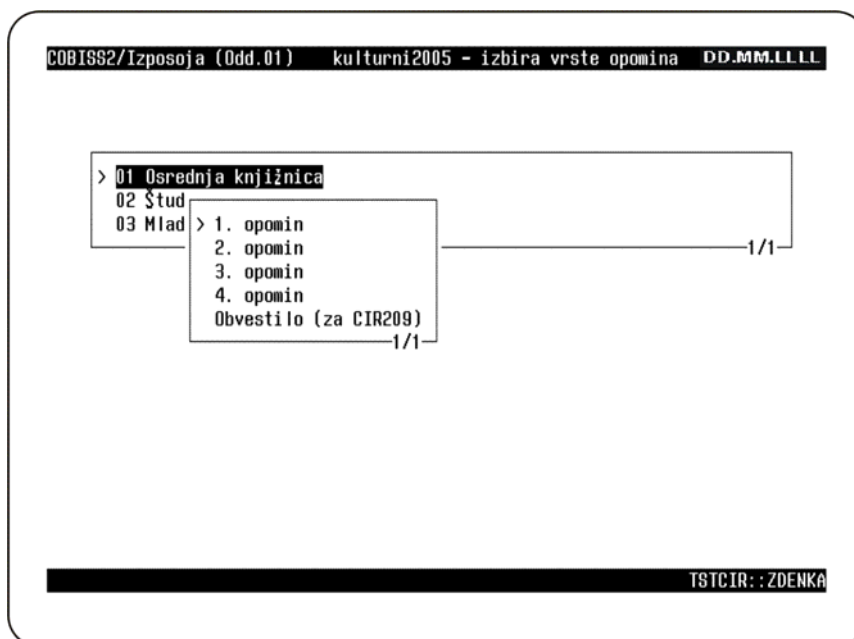 COBISS2/Izposoja (Odd.01) kulturni2005 - izbira vrste opomina DD.MM.LLLL
> 01 Osrednja knjižnica
02 Štud
03 Mlad
> 1. opomin
2. opomin
3. opomin
4. opomin
Obvestilo (za CIR209)
1/1
1/1
TSTCIR::ZDENKA